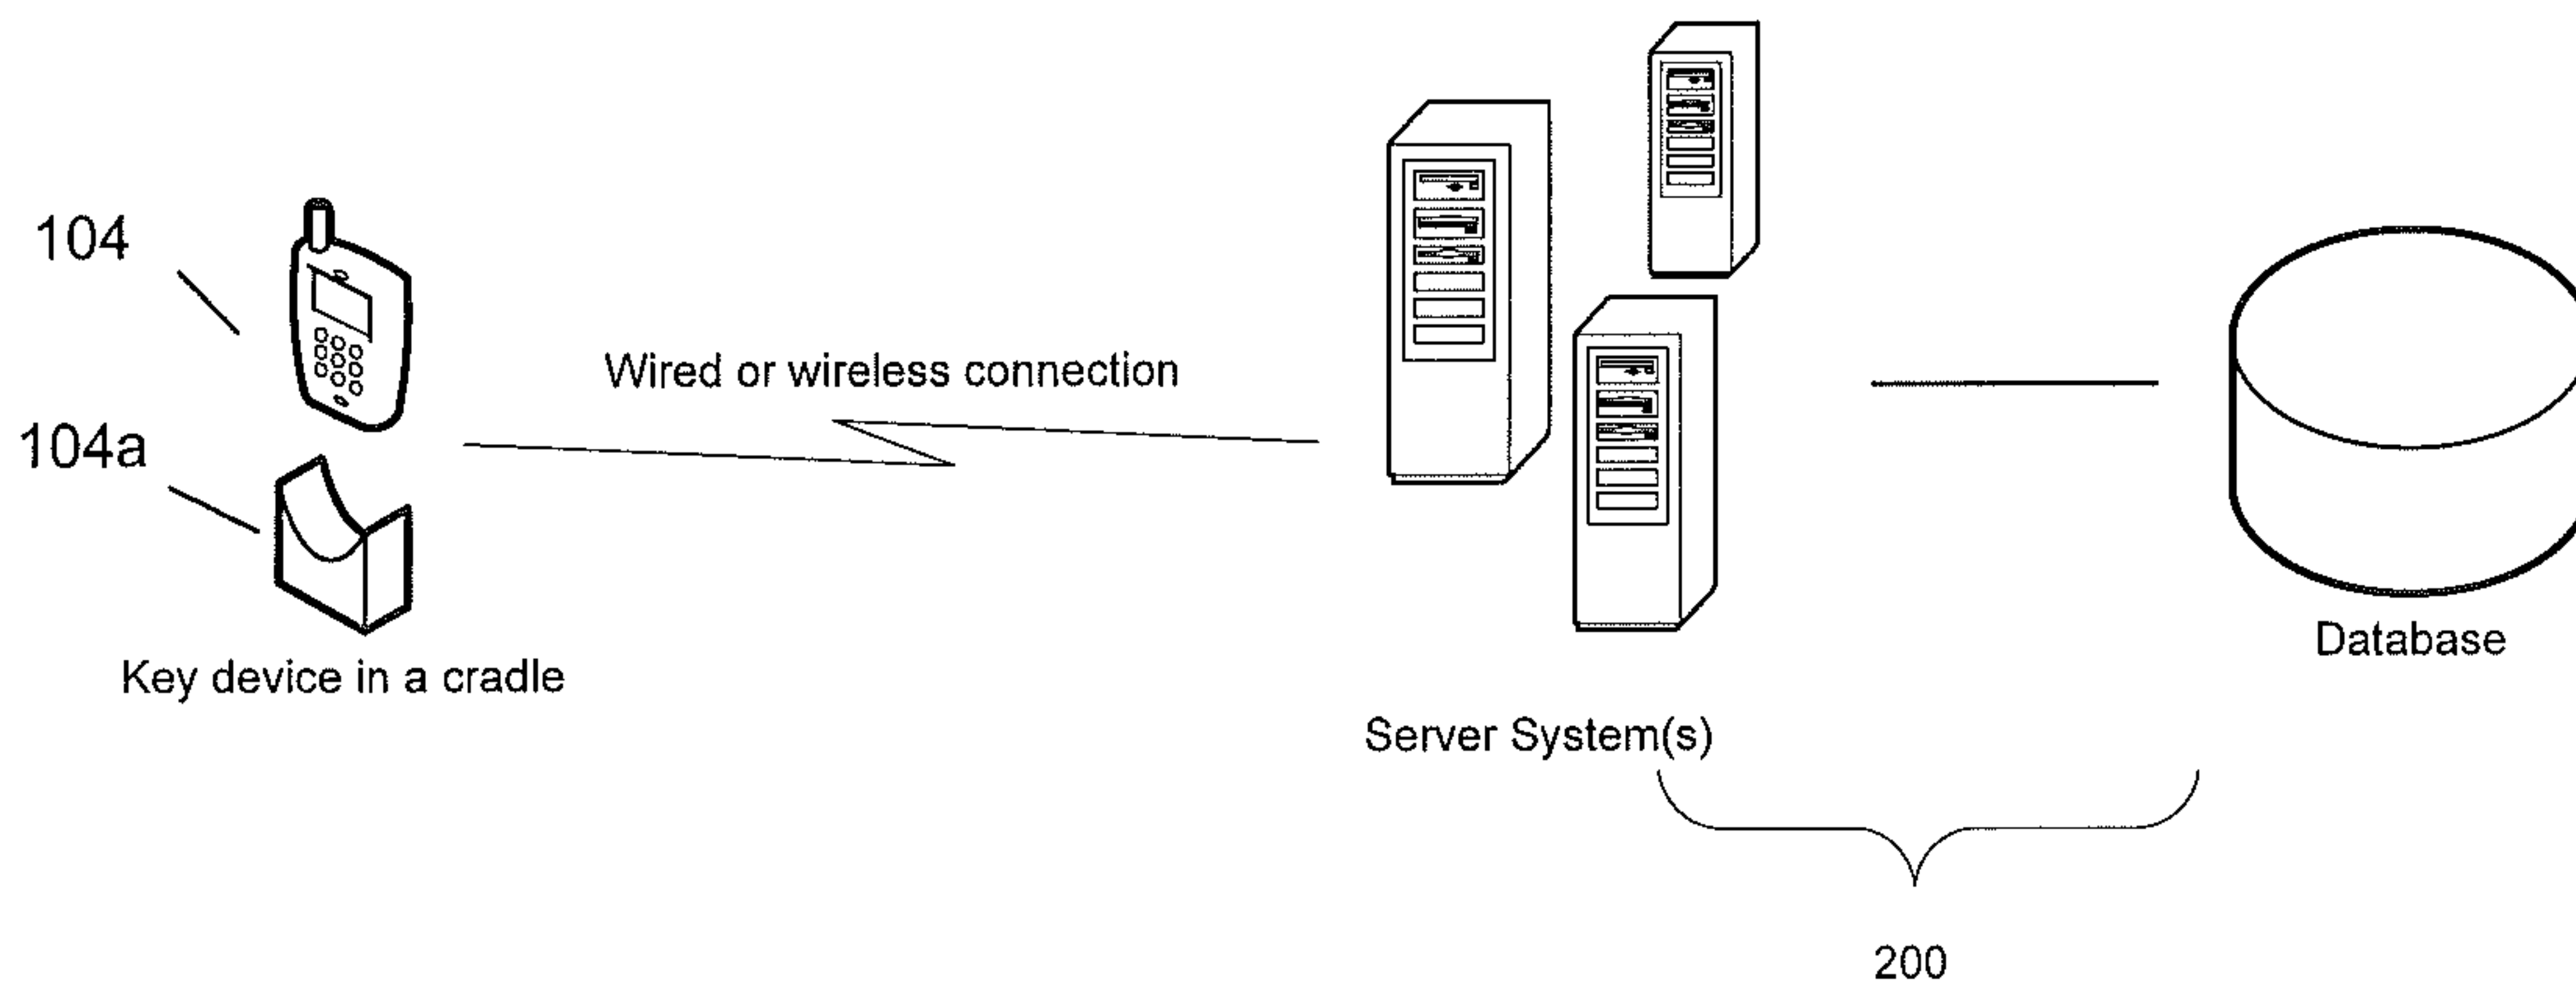 104
Wired or wireless connection
104a
Key device in a cradle
Database
Server System(s)
200